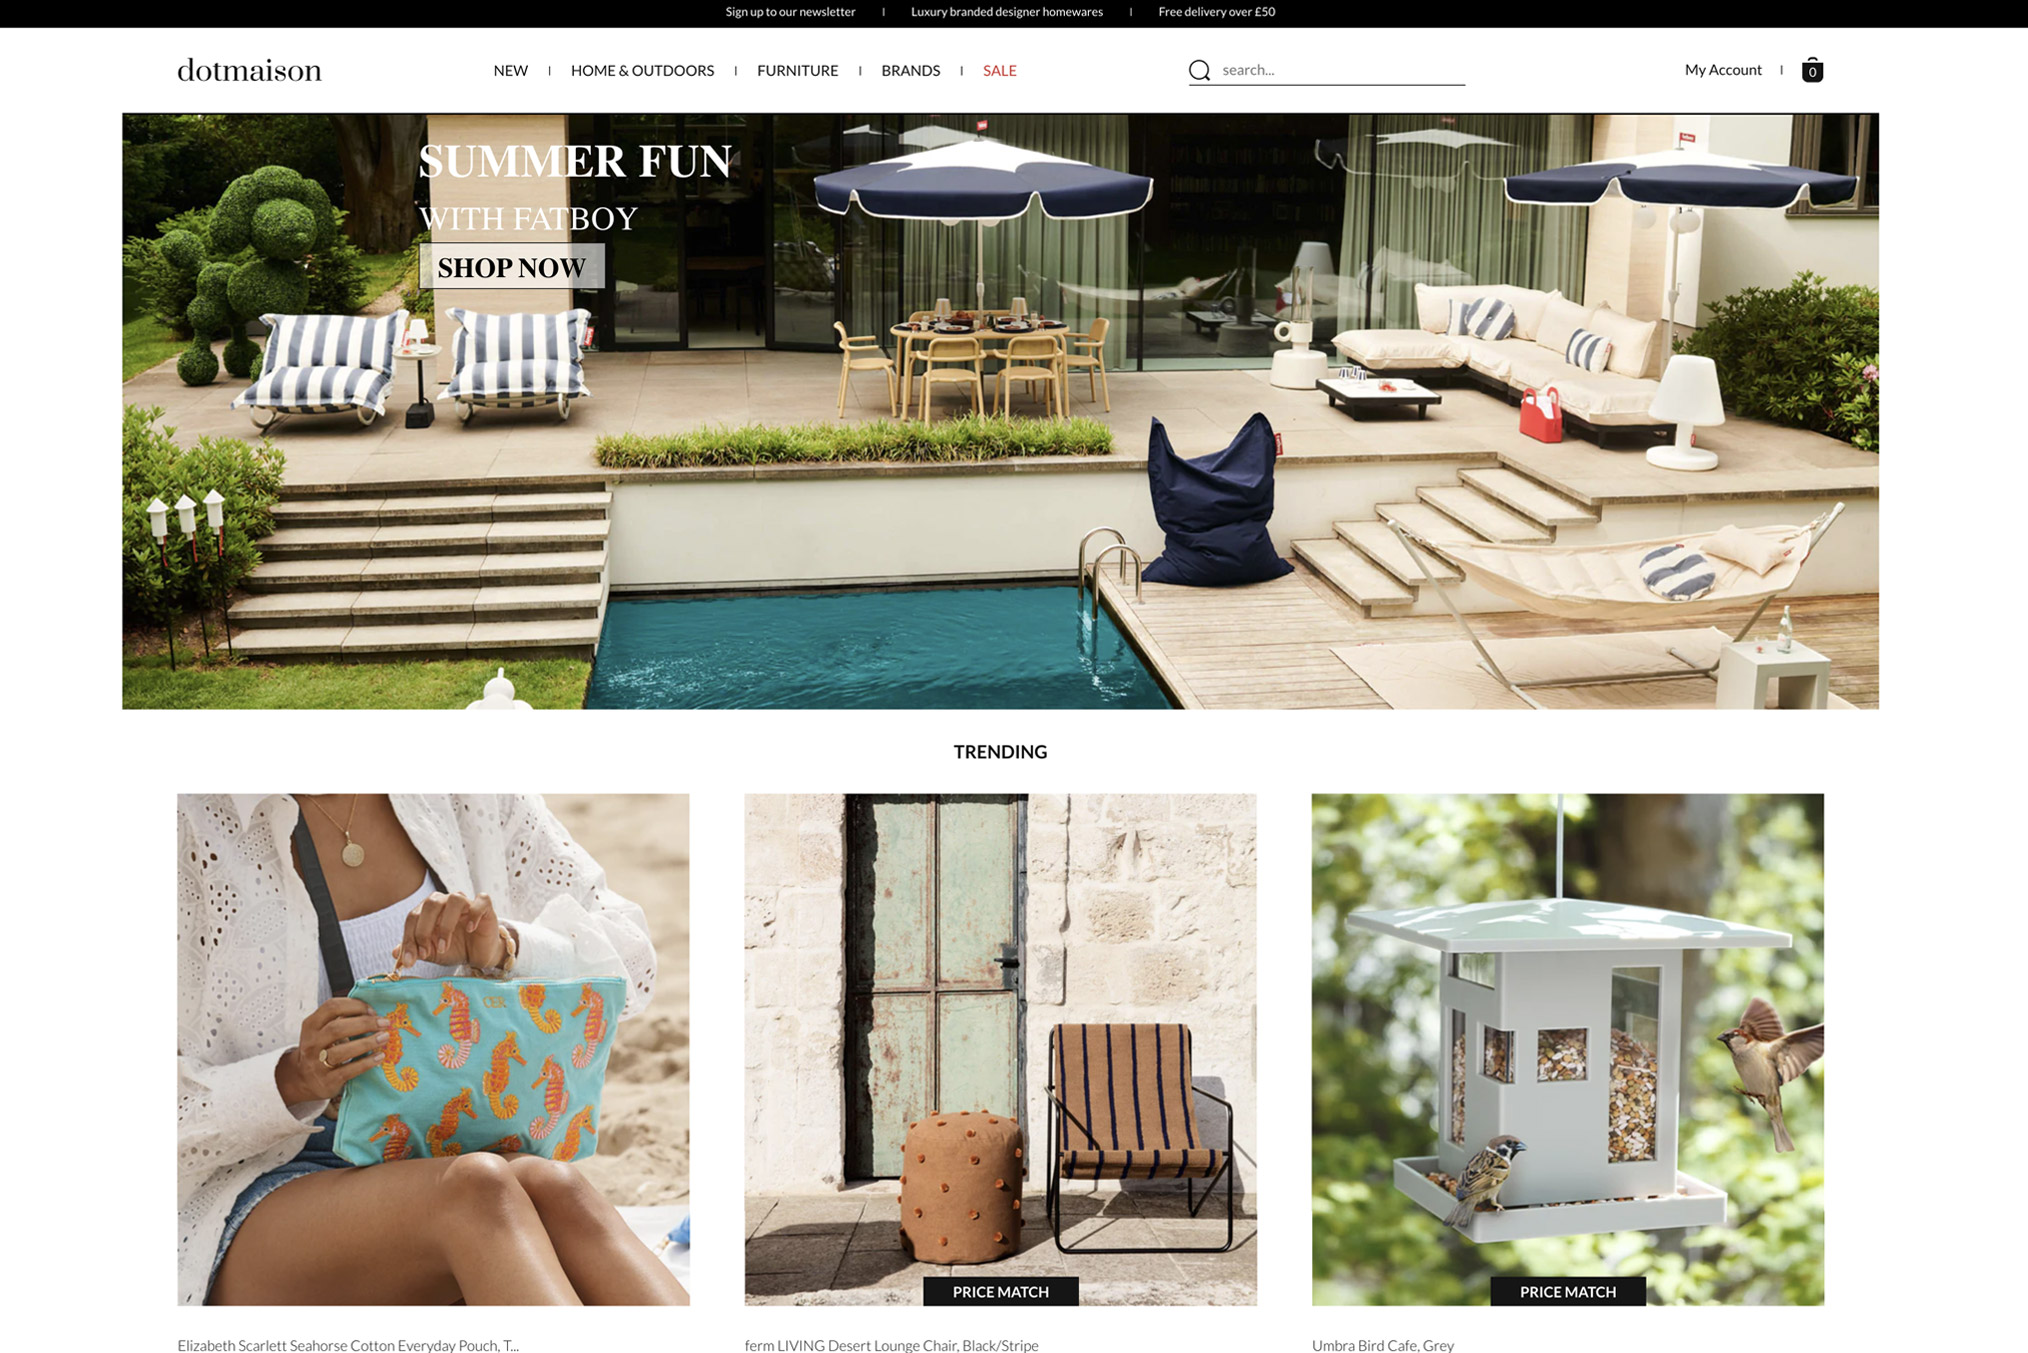 Sign up to our newsletter | Luxury branded designer homewares | Free delivery over £50
dotmaison
NEW | HOME & OUTDOORS | FURNITURE | BRANDS | SALE
search...
My Account | 0
SUMMER FUN
WITH FATBOY
SHOP NOW
TRENDING
PRICE MATCH
PRICE MATCH
Elizabeth Scarlett Seahorse Cotton Everyday Pouch, T...
ferm LIVING Desert Lounge Chair, Black/Stripe
Umbra Bird Cafe, Grey